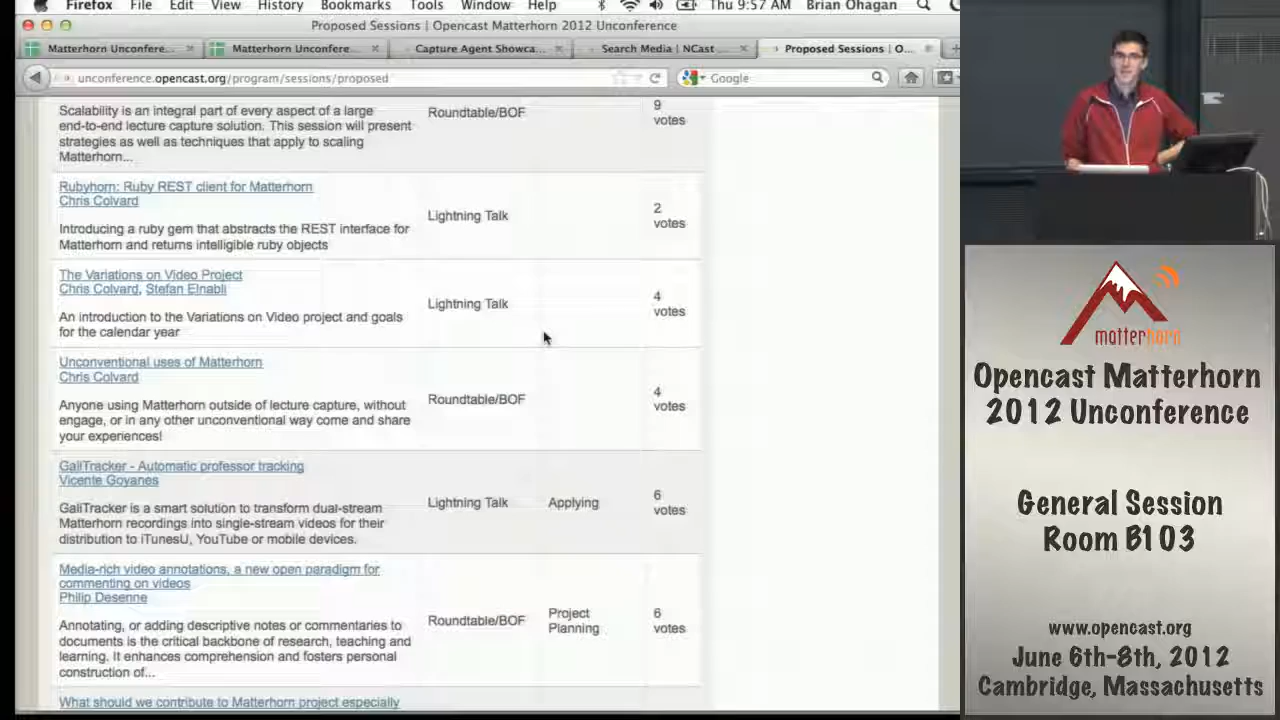 Firefox File Edit View History Bookmarks Tools Window Help Thu 9:57 AM Brian Ohagan
Proposed Sessions | Opencast Matterhorn 2012 Unconference
Matterhorn Unconfere... Matterhorn Unconfere... Capture Agent Showca... Search Media | NCast ... Proposed Sessions | O...
unconference.opencast.org/program/sessions/proposed Google
Scalability is an integral part of every aspect of a large
end-to-end lecture capture solution. This session will present
strategies as well as techniques that apply to scaling
Matterhorn...
Roundtable/BOF
9
votes
Rubyhorn: Ruby REST client for Matterhorn
Chris Colvard
Introducing a ruby gem that abstracts the REST interface for
Matterhorn and returns intelligible ruby objects
Lightning Talk
2
votes
The Variations on Video Project
Chris Colvard, Stefan Elnabli
An introduction to the Variations on Video project and goals
for the calendar year
Lightning Talk
4
votes
Unconventional uses of Matterhorn
Chris Colvard
Anyone using Matterhorn outside of lecture capture, without
engage, or in any other unconventional way come and share
your experiences!
Roundtable/BOF
4
votes
GaliTracker - Automatic professor tracking
Vicente Goyanes
GaliTracker is a smart solution to transform dual-stream
Matterhorn recordings into single-stream videos for their
distribution to iTunesU, YouTube or mobile devices.
Lightning Talk
Applying
6
votes
Media-rich video annotations, a new open paradigm for
commenting on videos
Philip Desenne
Annotating, or adding descriptive notes or commentaries to
documents is the critical backbone of research, teaching and
learning. It enhances comprehension and fosters personal
construction of...
Roundtable/BOF
Project
Planning
6
votes
What should we contribute to Matterhorn project especially
matterhorn
Opencast Matterhorn
2012 Unconference
General Session
Room B103
www.opencast.org
June 6th-8th, 2012
Cambridge, Massachusetts